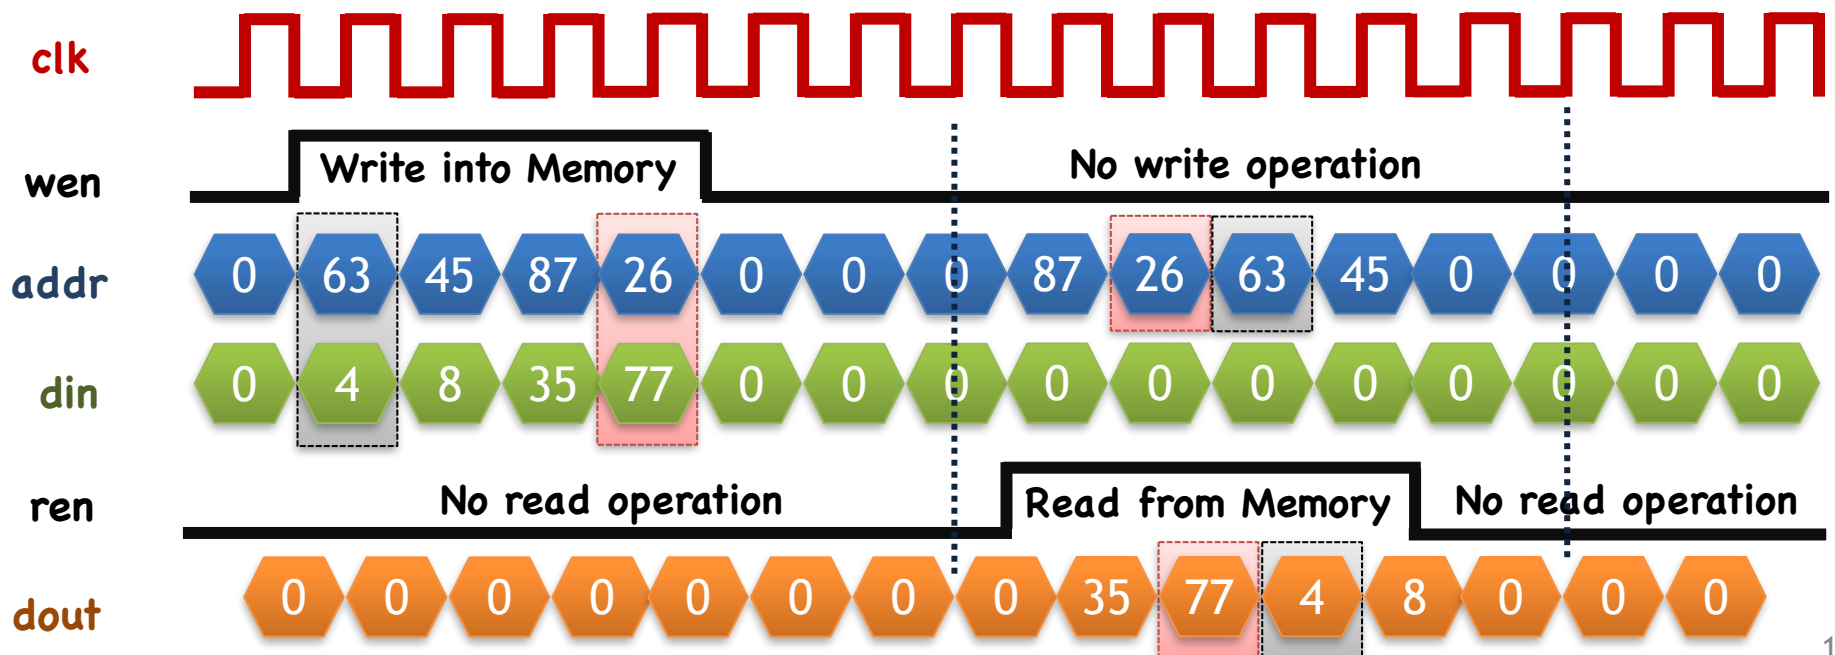 clk
wen Write into Memory No write operation
addr 0 63 45 87 26 0 0 0 87 26 63 45 0 0 0 0
din 0 4 8 35 77 0 0 0 0 0 0 0 0 0 0 0
ren No read operation Read from Memory No read operation
dout 0 0 0 0 0 0 0 0 35 77 4 8 0 0 0
1